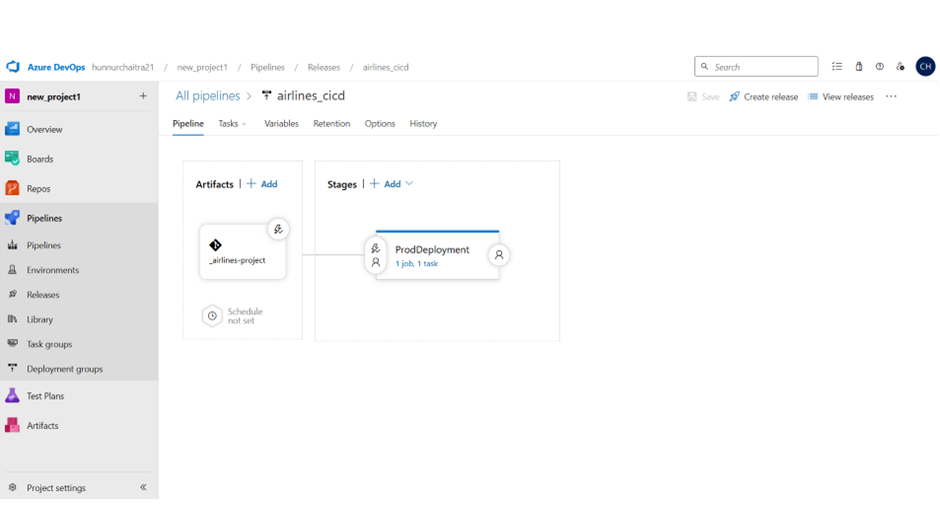 Azure DevOps hunnurchaitra21 / new_project1 / Pipelines / Releases / airlines_cicd
Search
CH
N new_project1 +
Overview
Boards
Repos
Pipelines
Pipelines
Environments
Releases
Library
Task groups
Deployment groups
Test Plans
Artifacts
Project settings
All pipelines > airlines_cicd
Save Create release View releases ...
Pipeline Tasks Variables Retention Options History
Artifacts | + Add
_airlines-project
Schedule
not set
Stages | + Add
ProdDeployment
1 job, 1 task